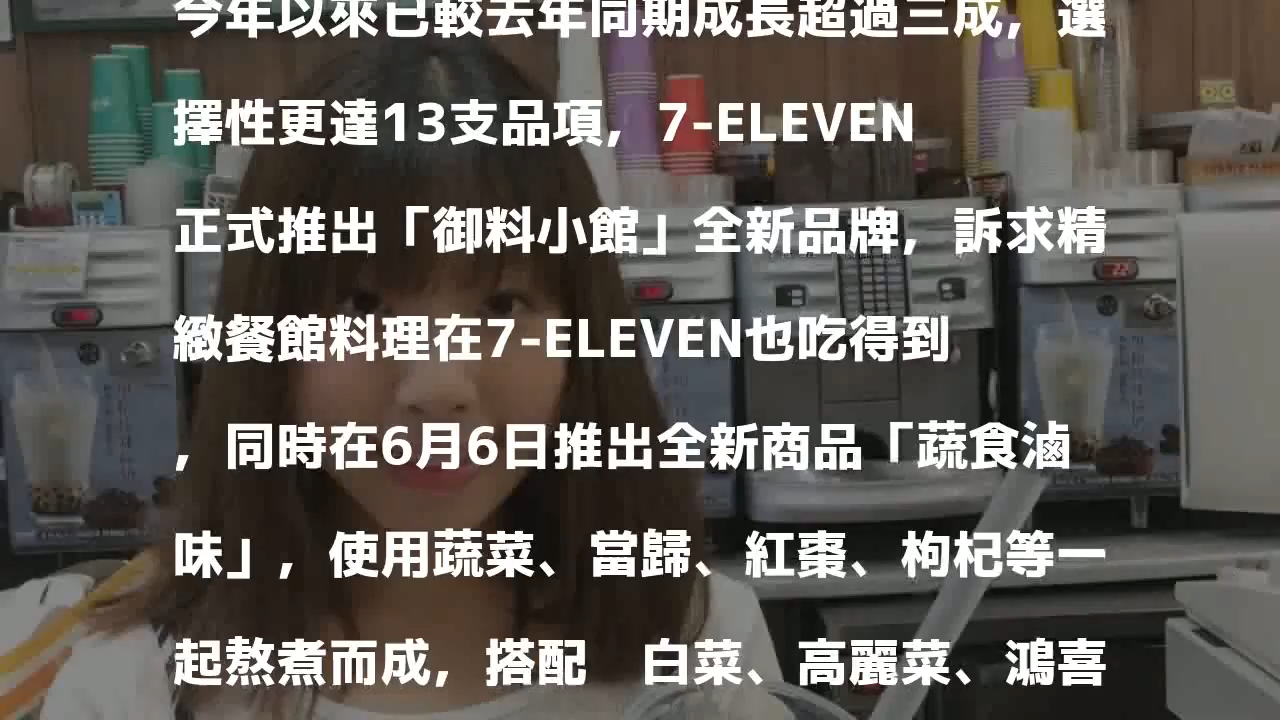 今年以來已較去年同期成長超過三成，選
擇性更達13支品項，7-ELEVEN
正式推出「御料小館」全新品牌，訴求精
緻餐館料理在7-ELEVEN也吃得到
，同時在6月6日推出全新商品「蔬食滷
味」，使用蔬菜、當歸、紅棗、枸杞等一
起熬煮而成，搭配　白菜、高麗菜、鴻喜